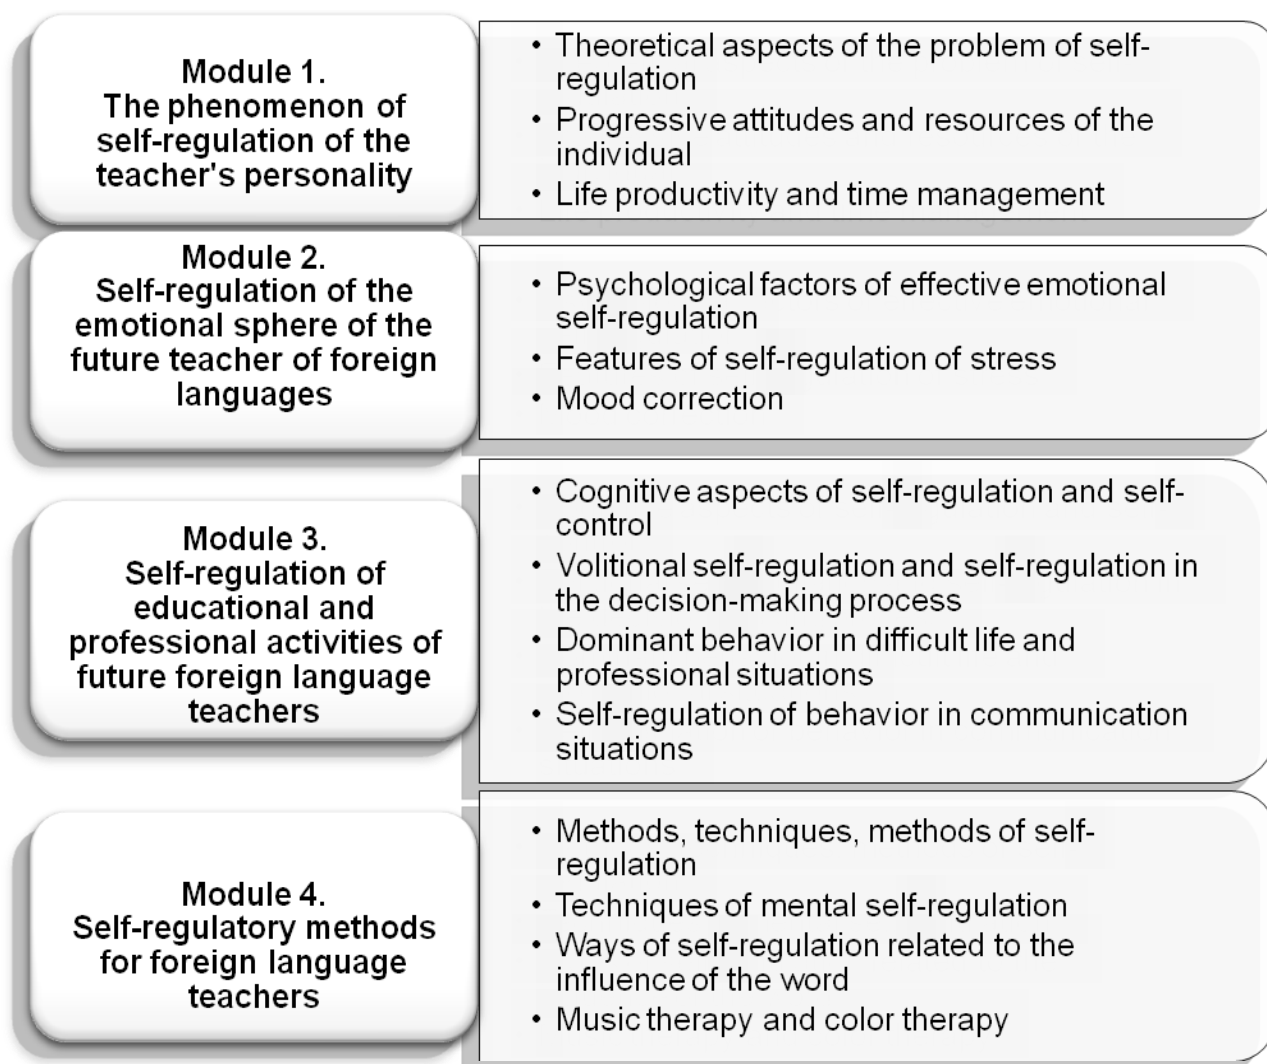 Module 1.
The phenomenon of
self-regulation of the
teacher's personality
• Theoretical aspects of the problem of self-
regulation
• Progressive attitudes and resources of the
individual
• Life productivity and time management
Module 2.
Self-regulation of the
emotional sphere of the
future teacher of foreign
languages
• Psychological factors of effective emotional
self-regulation
• Features of self-regulation of stress
• Mood correction
Module 3.
Self-regulation of
educational and
professional activities of
future foreign language
teachers
• Cognitive aspects of self-regulation and self-
control
• Volitional self-regulation and self-regulation in
the decision-making process
• Dominant behavior in difficult life and
professional situations
• Self-regulation of behavior in communication
situations
Module 4.
Self-regulatory methods
for foreign language
teachers
• Methods, techniques, methods of self-
regulation
• Techniques of mental self-regulation
• Ways of self-regulation related to the
influence of the word
• Music therapy and color therapy